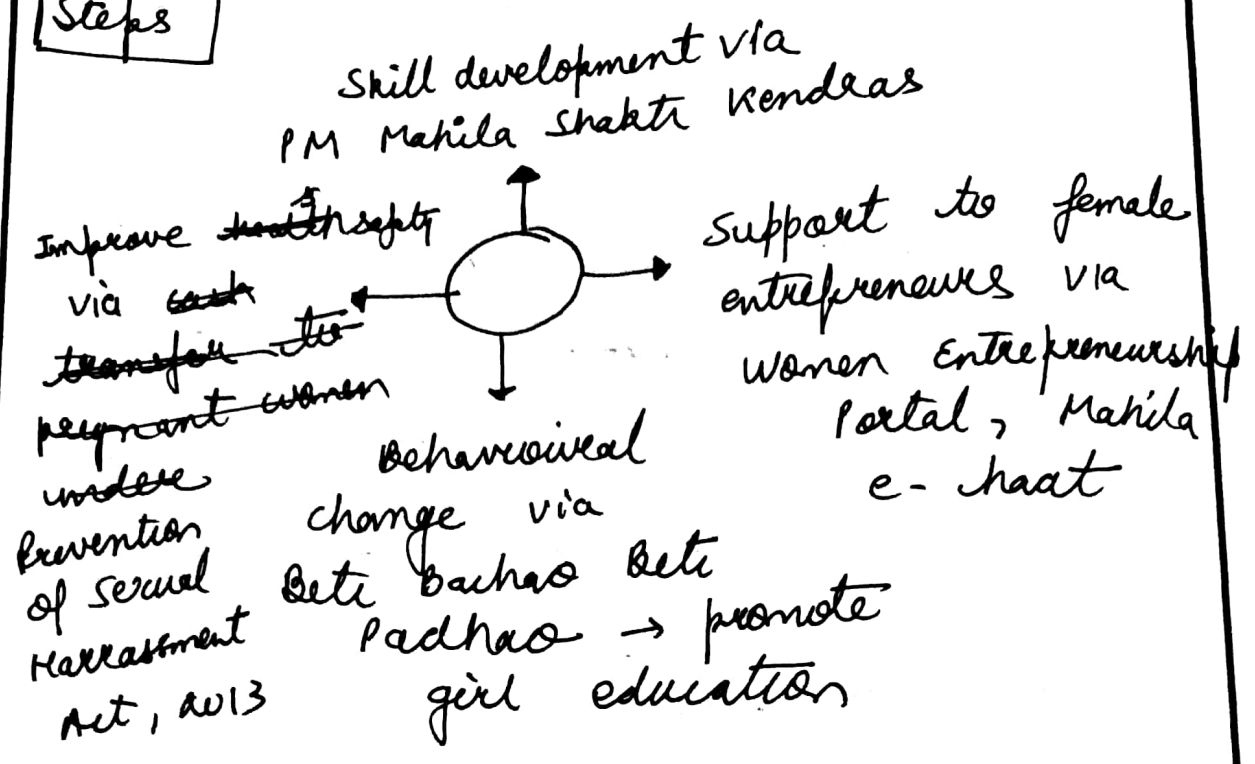 Steps
Skill development via
PM Mahila Shakti Kendras
Improve safety
via
Prevention
of sexual
Harrassment
Act, 2013
Support to female
entrepreneurs via
Women Entrepreneurship
Portal, Mahila
e-haat
Behavioural
change via
Beti Bachao Beti
Padhao → promote
girl education